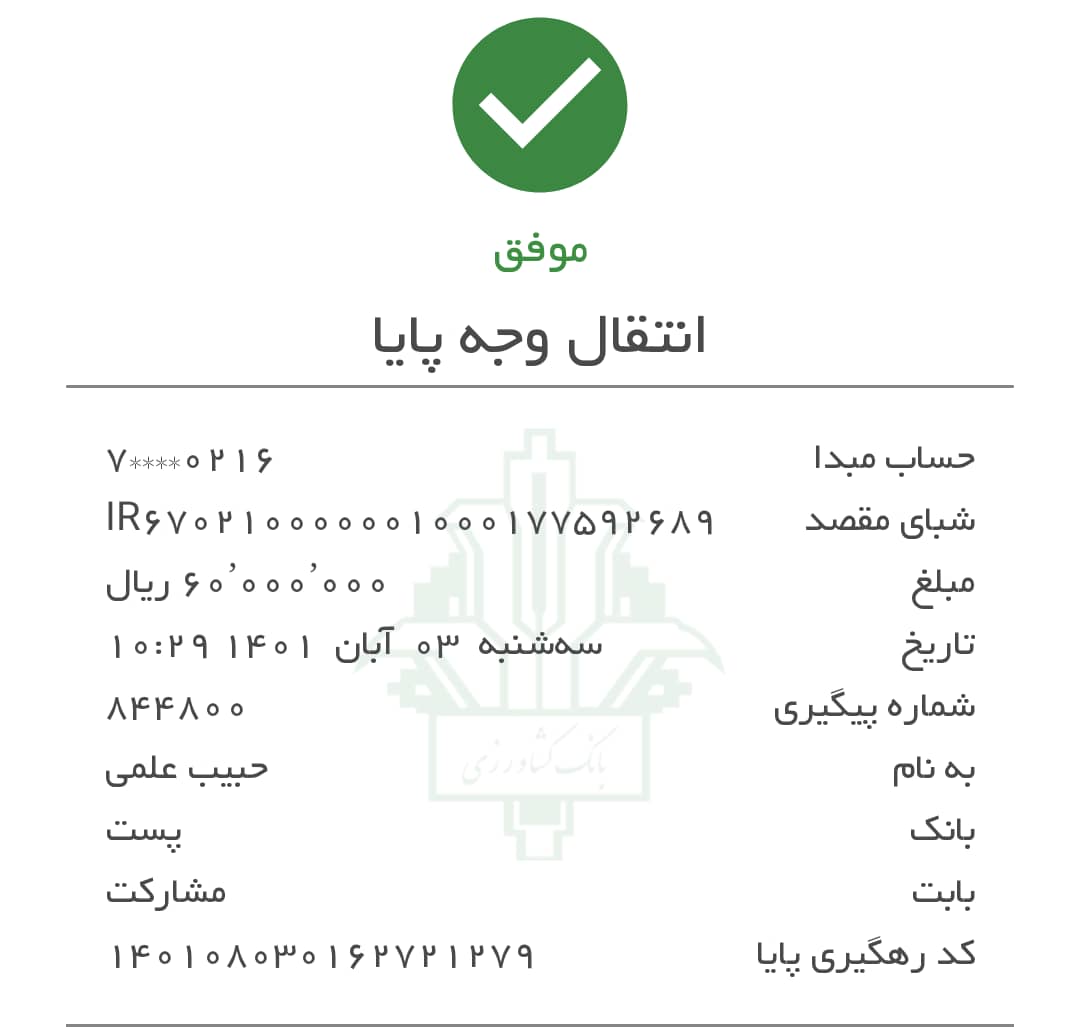 موفق
انتقال وجه پایا
حساب مبدا ۷****۰۲۱۶
شبای مقصد IR۶۷۰۲۱۰۰۰۰۰۰۱۰۰۰۱۷۷۵۹۲۶۸۹
مبلغ ۶۰٬۰۰۰٬۰۰۰ ریال
تاریخ سه‌شنبه ۰۳ آبان ۱۴۰۱ ۱۰:۲۹
شماره پیگیری ۸۴۴۸۰۰
به نام حبیب علمی
بانک پست
بابت مشارکت
کد رهگیری پایا ۱۴۰۱۰۸۰۳۰۱۶۲۷۲۱۲۷۹
بانک کشاورزی